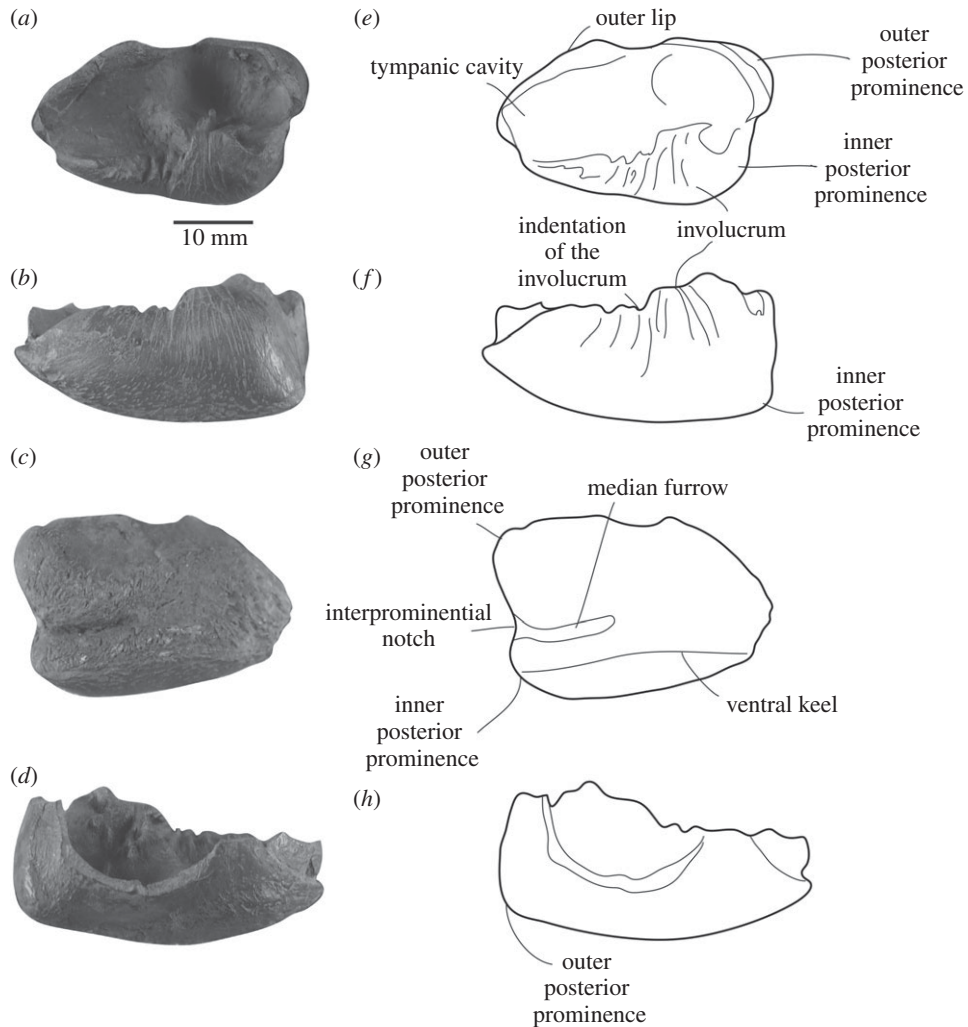 (a)
(e)
outer lip
tympanic cavity
outer
posterior
prominence
inner
posterior
prominence
10 mm
indentation
of the
involucrum
involucrum
(b)
(f)
inner
posterior
prominence
(c)
(g)
outer
posterior
prominence
median furrow
interprominential
notch
inner
posterior
prominence
ventral keel
(d)
(h)
outer
posterior
prominence